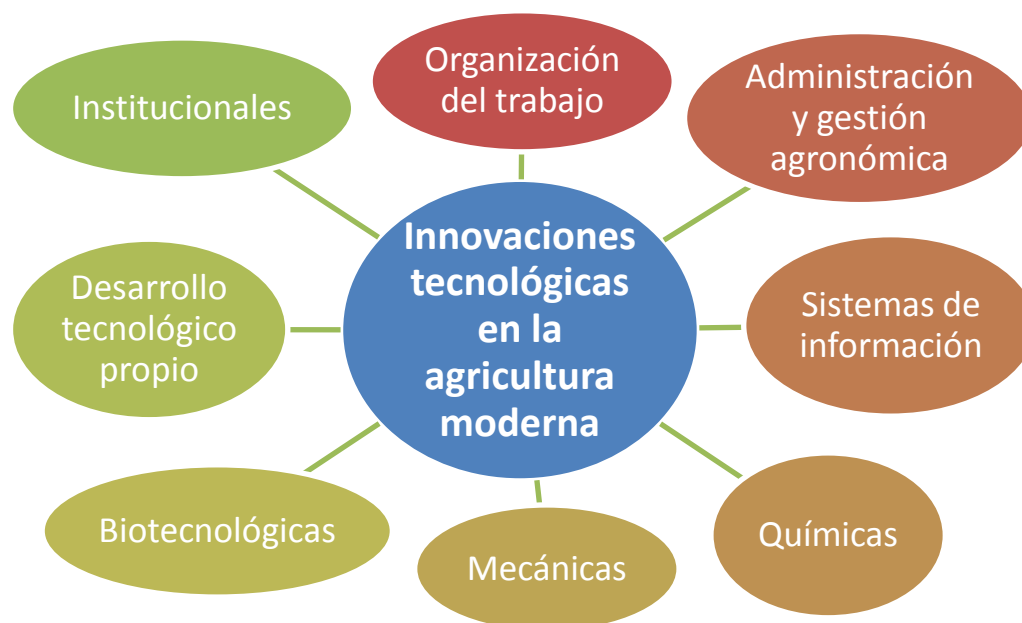 Organización
del trabajo
Administración
y gestión
agronómica
Sistemas de
información
Químicas
Mecánicas
Biotecnológicas
Desarrollo
tecnológico
propio
Institucionales
Innovaciones
tecnológicas
en la
agricultura
moderna